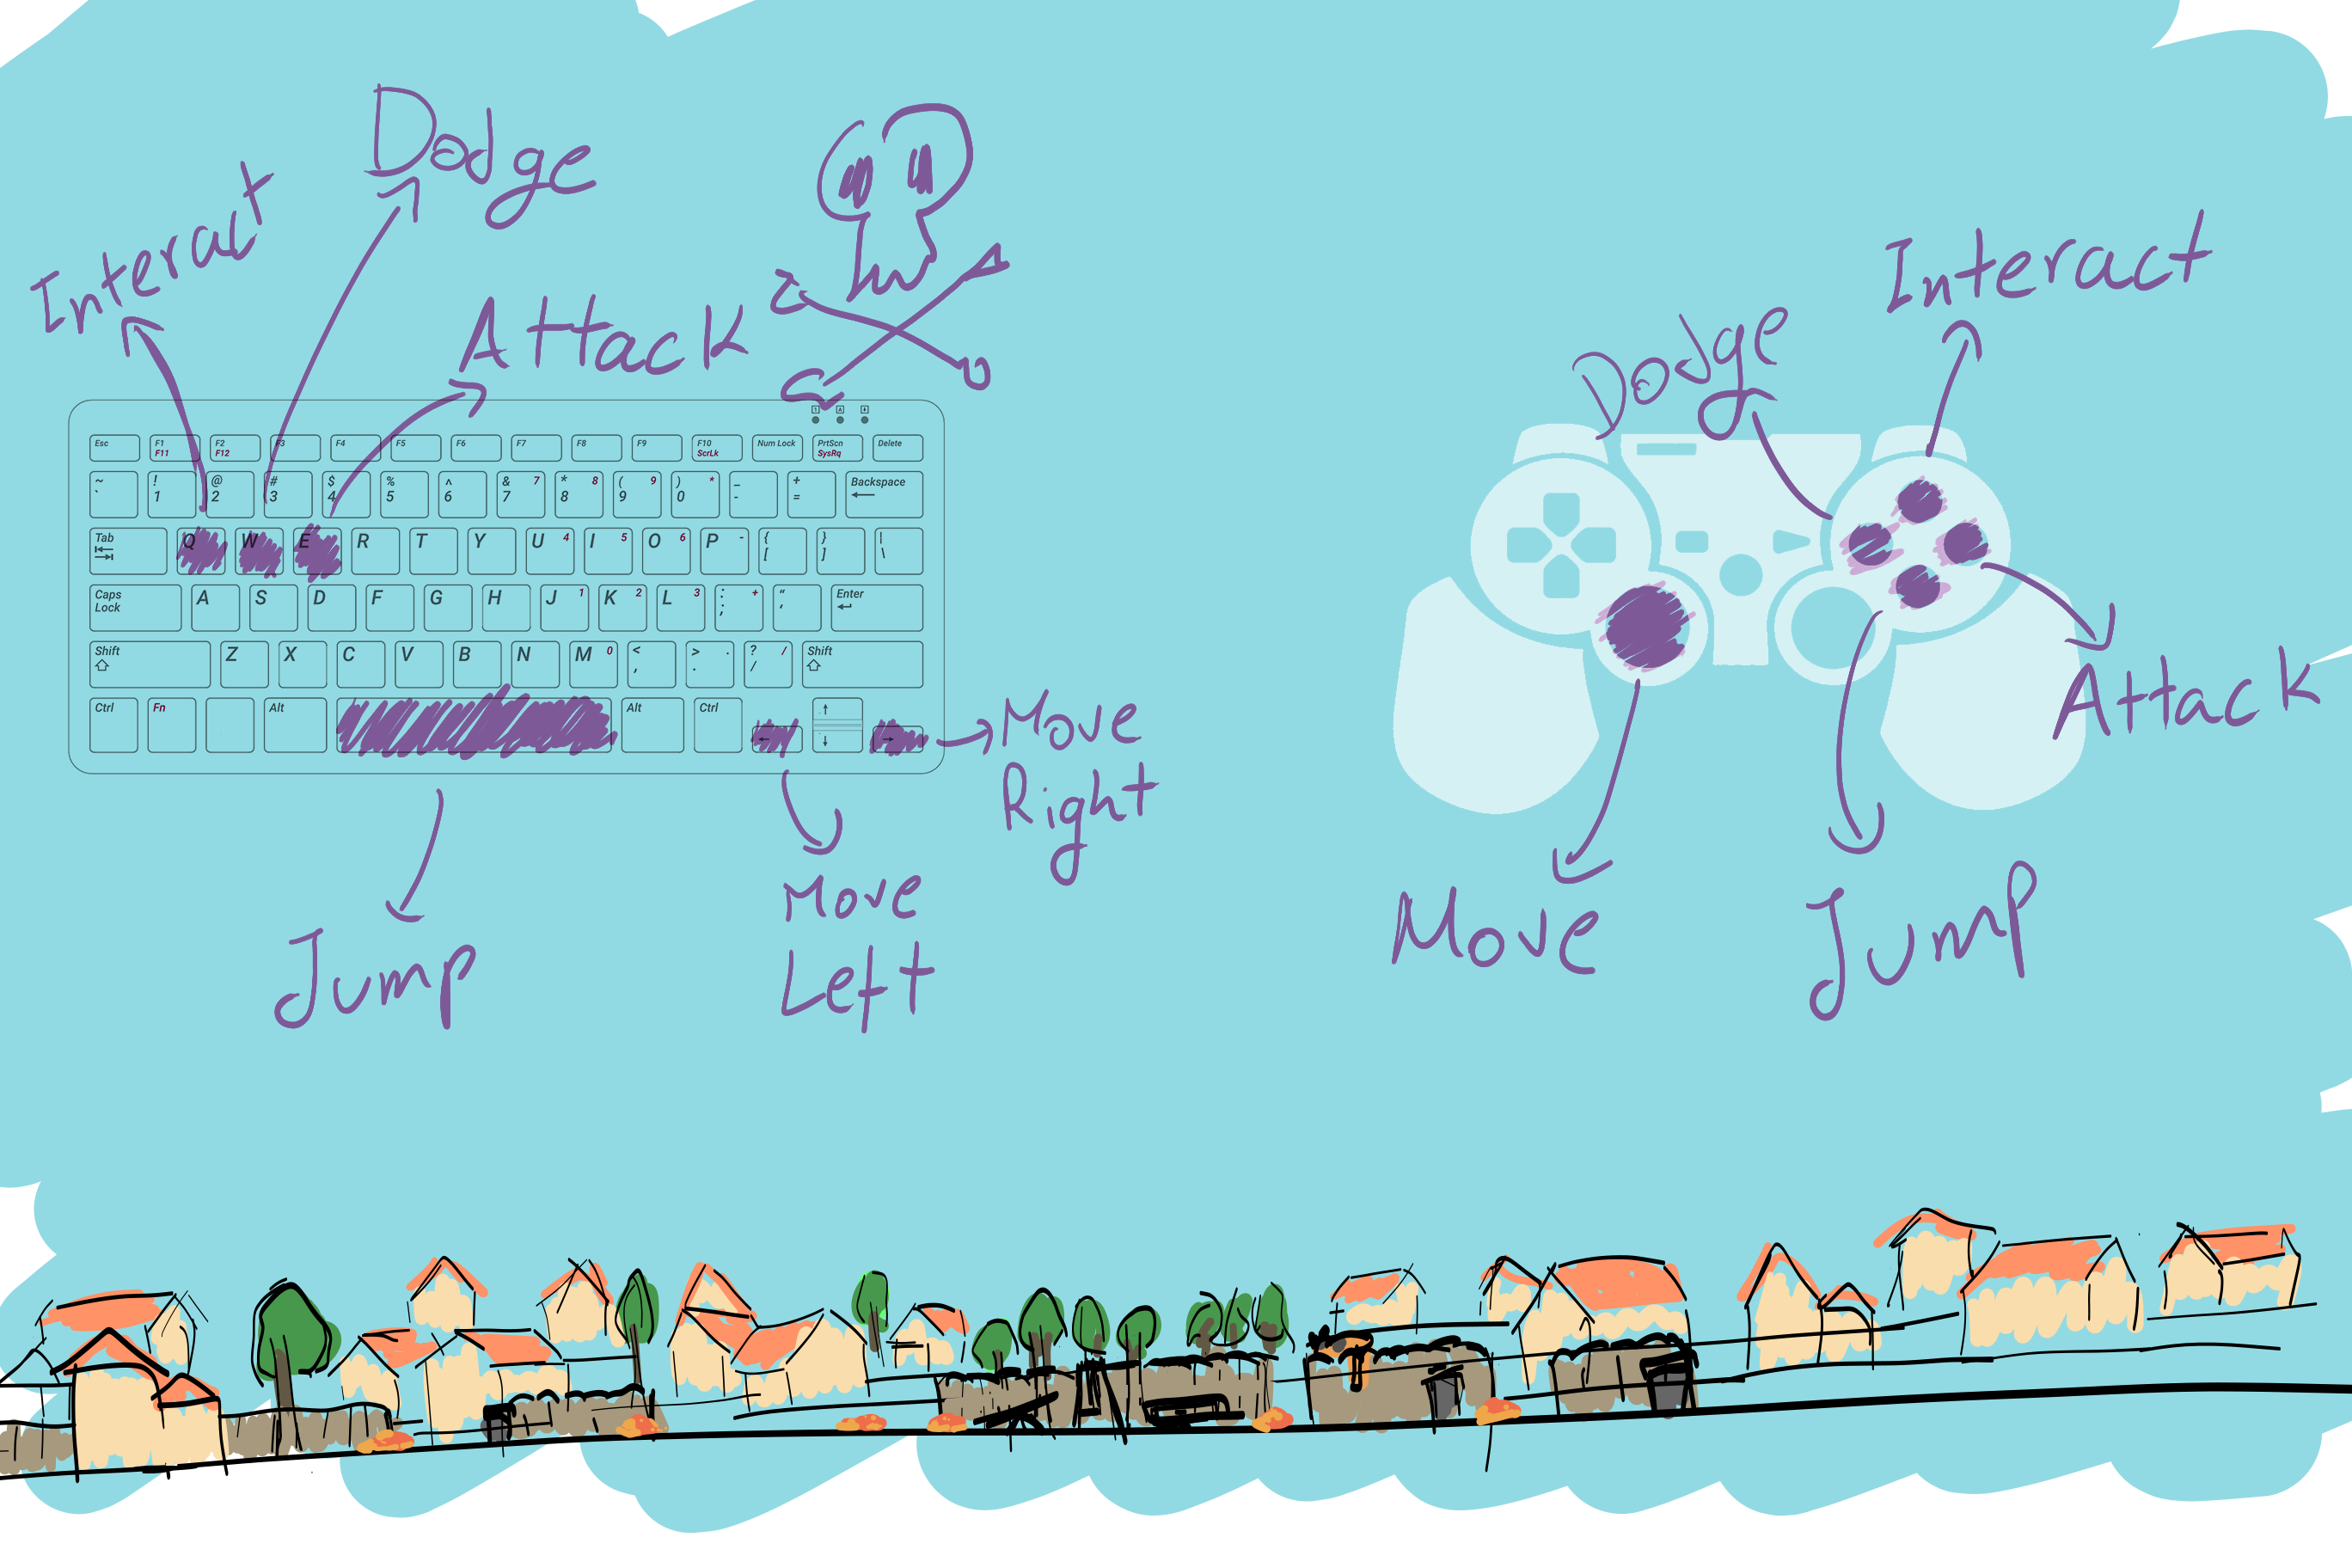 Dodge
Interact
Attack
Interact
Dodge
Esc F1 F2 F3 F4 F5 F6 F7 F8 F9 F10 Num Lock PrtScn Delete
F11 F12 ScrLk SysRq
~ ! @ # $ % ^ & 7 * 8 ( 9 ) * _ + Backspace
` 1 2 3 4 5 6 7 8 9 0 - =
Tab Q W E R T Y U 4 I 5 O 6 P - { } |
[ ] \
Caps Lock A S D F G H J 1 K 2 L 3 : + “ Enter
; ‘
Shift Z X C V B N M 0 < > . ? / Shift
, . /
Ctrl Fn Alt Alt Ctrl
Attack
Move
Right
Jump
Move
Left
Move
Jump